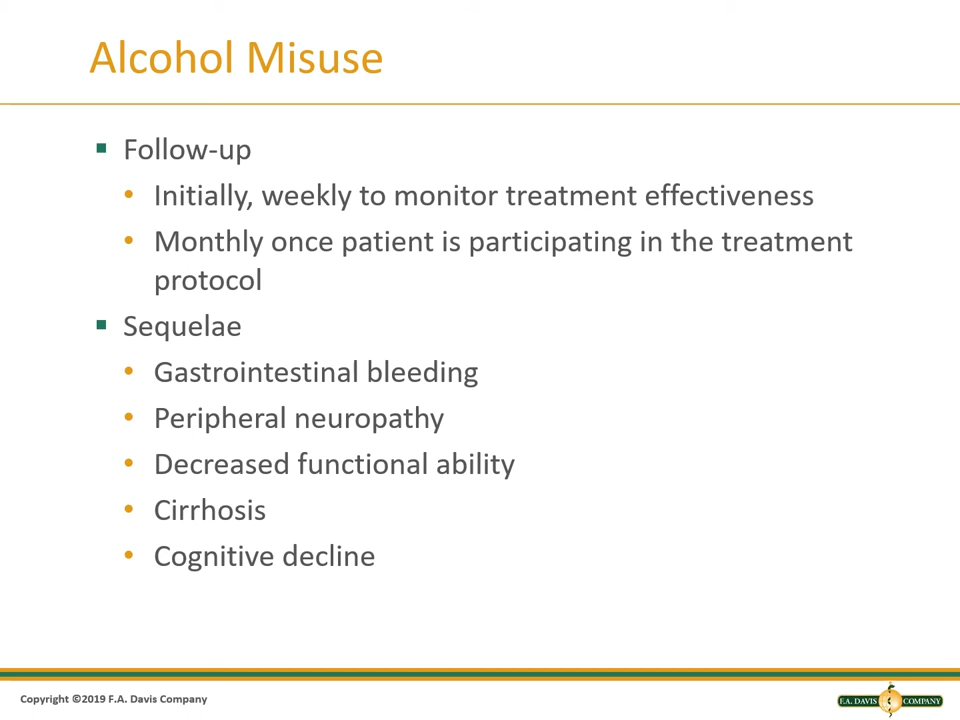 Alcohol Misuse
Follow-up
Initially, weekly to monitor treatment effectiveness
Monthly once patient is participating in the treatment
protocol
Sequelae
Gastrointestinal bleeding
Peripheral neuropathy
Decreased functional ability
Cirrhosis
Cognitive decline
Copyright ©2019 F.A. Davis Company
F.A. DAVIS COMPANY